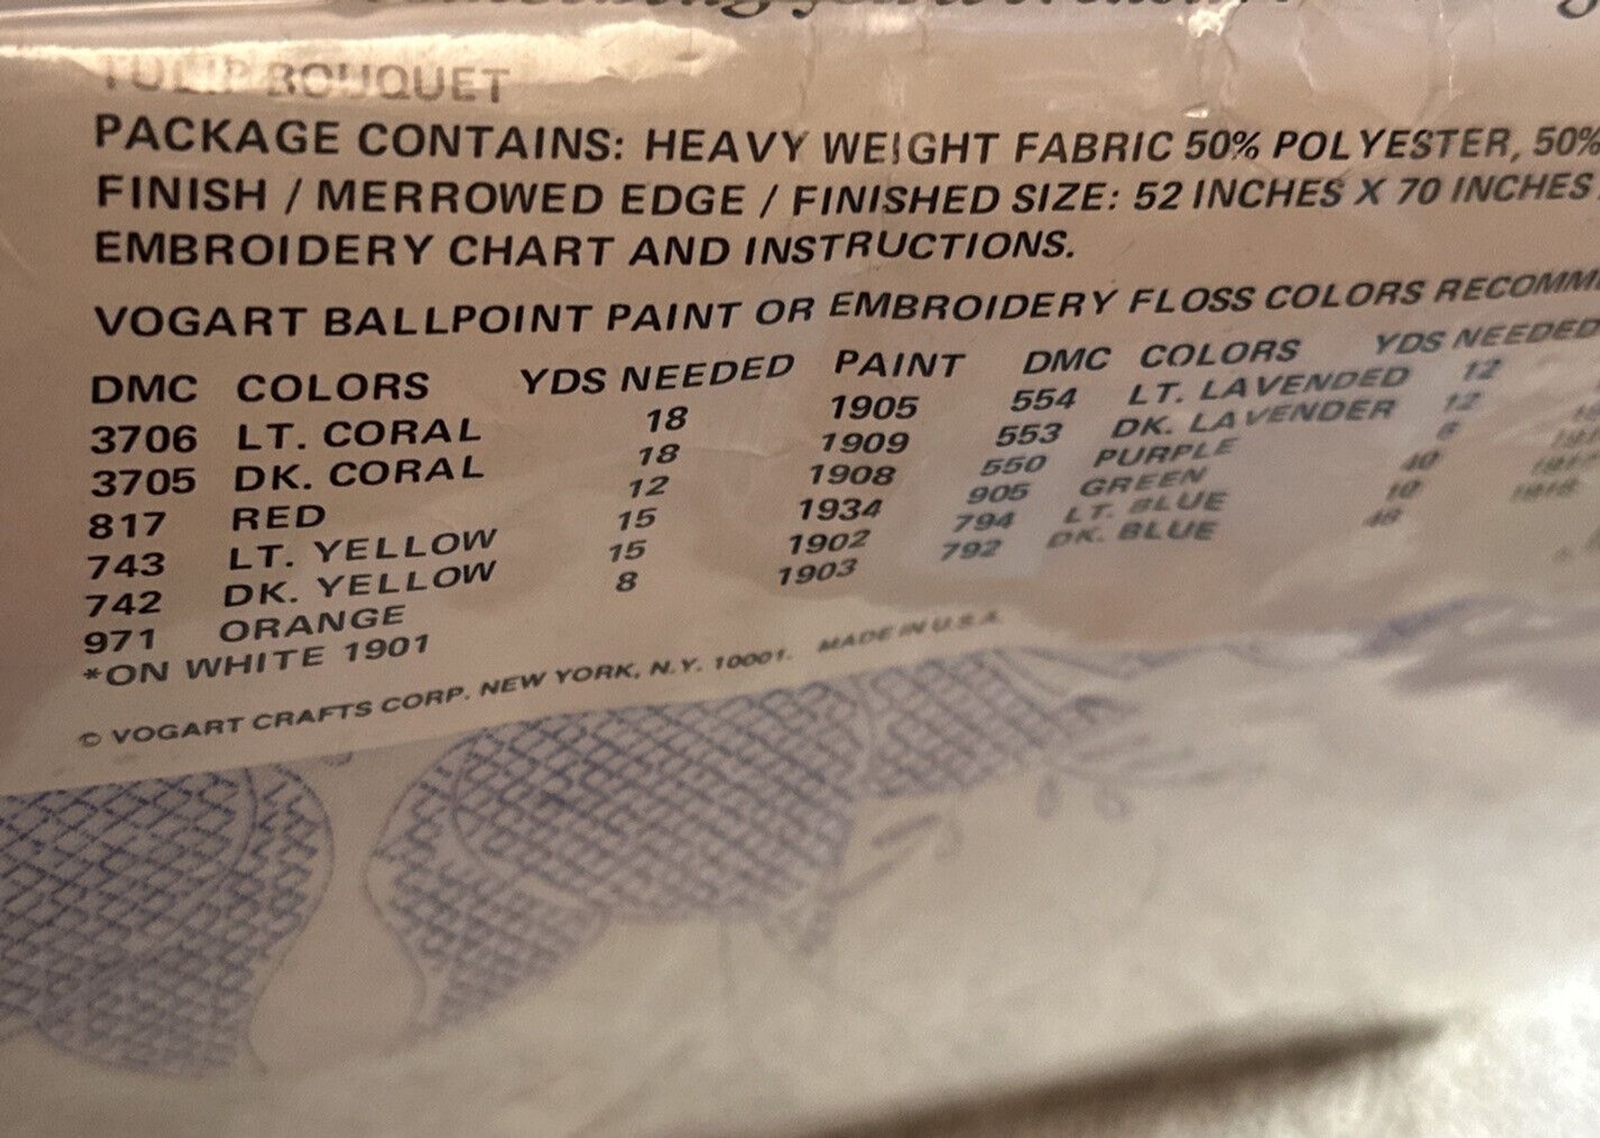 TULIP BOUQUET
PACKAGE CONTAINS: HEAVY WEIGHT FABRIC 50% POLYESTER, 50%
FINISH / MERROWED EDGE / FINISHED SIZE: 52 INCHES X 70 INCHES
EMBROIDERY CHART AND INSTRUCTIONS.
VOGART BALLPOINT PAINT OR EMBROIDERY FLOSS COLORS RECOMM
DMC COLORS YDS NEEDED PAINT DMC COLORS YDS NEEDED
3706 LT. CORAL 18 1905 554 LT. LAVENDED 12
3705 DK. CORAL 18 1909 553 DK. LAVENDER 12
817 RED 12 1908 550 PURPLE 6
743 LT. YELLOW 15 1934 905 GREEN 40
742 DK. YELLOW 15 1902 794 LT. BLUE 10
971 ORANGE 8 1903 792 DK. BLUE 48
*ON WHITE 1901
© VOGART CRAFTS CORP. NEW YORK, N.Y. 10001. MADE IN U.S.A.